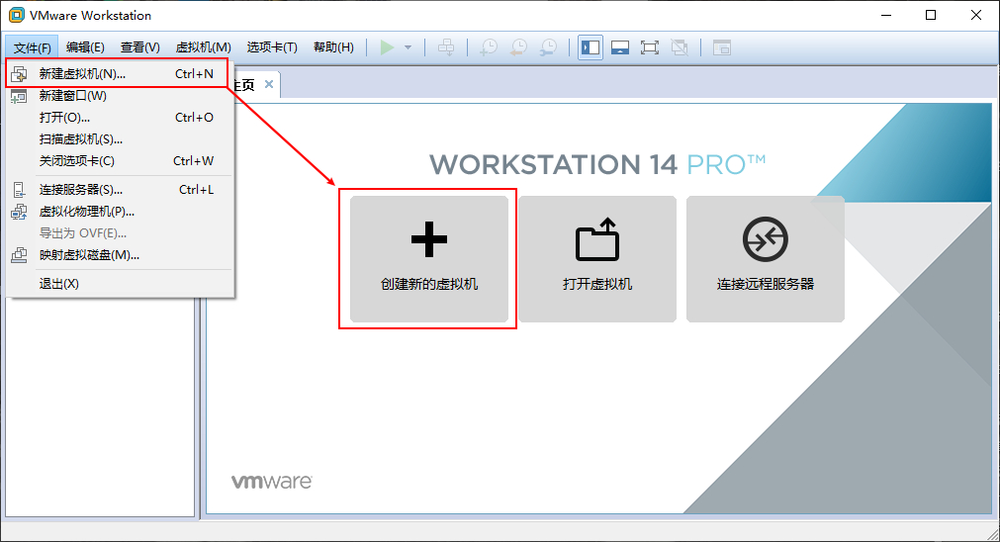 VMware Workstation
文件(F) 编辑(E) 查看(V) 虚拟机(M) 选项卡(T) 帮助(H)
新建虚拟机(N)... Ctrl+N
新建窗口(W)
打开(O)... Ctrl+O
扫描虚拟机(S)...
关闭选项卡(C) Ctrl+W
连接服务器(S)... Ctrl+L
虚拟化物理机(P)...
导出为 OVF(E)...
映射虚拟磁盘(M)...
退出(X)
主页
WORKSTATION 14 PRO™
创建新的虚拟机
打开虚拟机
连接远程服务器
vmware